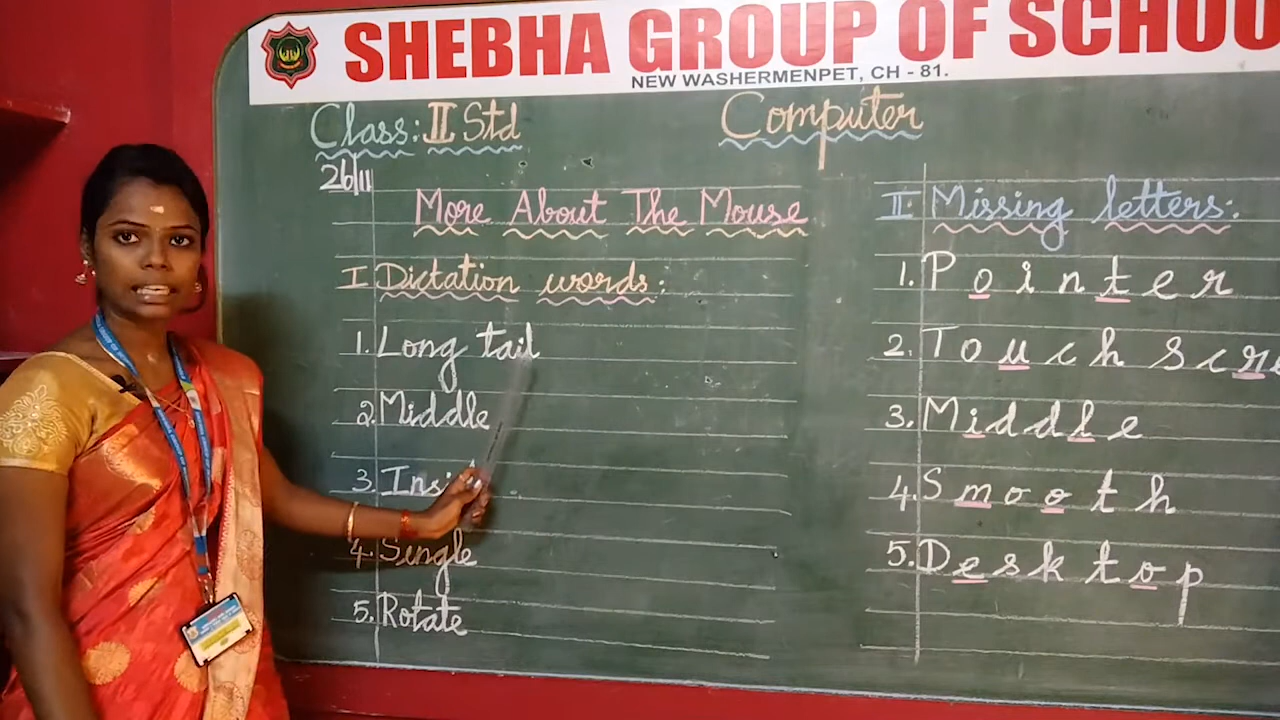 SHEBHA GROUP OF SCHOO
NEW WASHERMENPET, CH - 81.
Class: II Std
Computer
26/11
More About The Mouse
I Dictation words:
1. Long tail
2. Middle
3. Insi
4. Single
5. Rotate
II. Missing letters:
1. Pointer
2. Touch scre
3. Middle
4. Smooth
5. Desktop